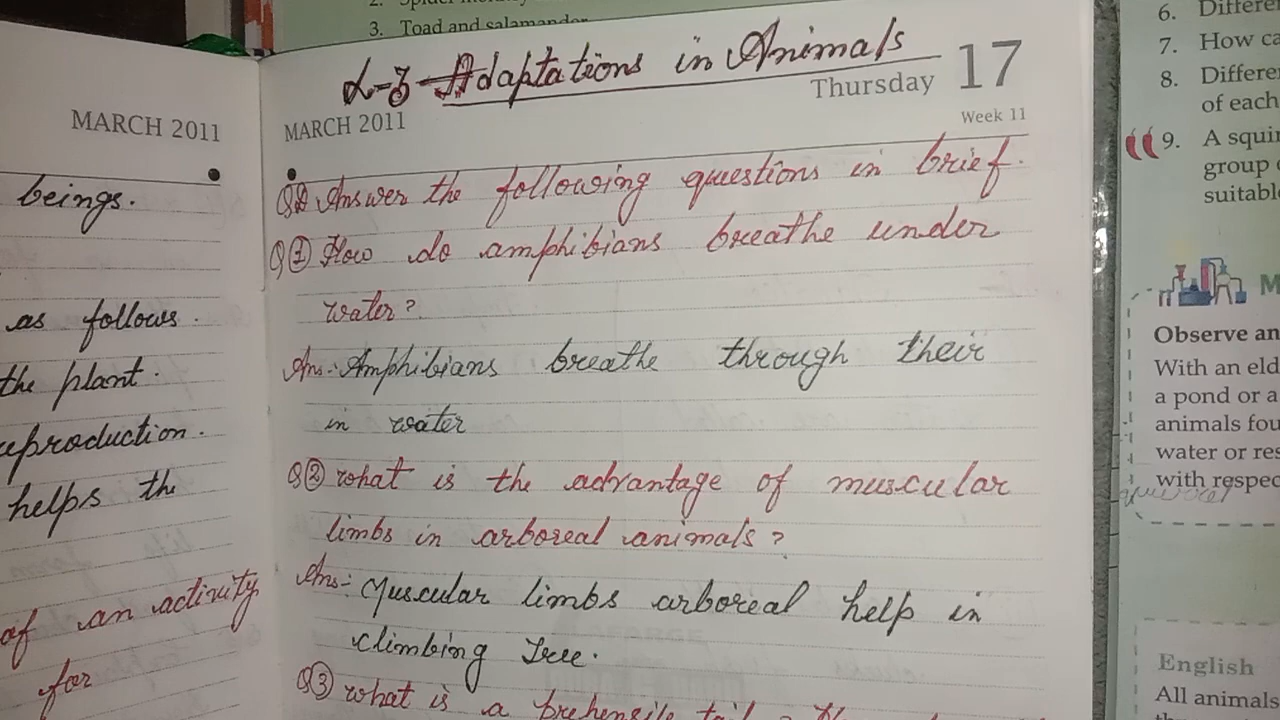 3. Toad and salamander
MARCH 2011
beings.
as follows.
the plant.
reproduction.
helps the
of an activity
for
L-3 Adaptations in Animals
Thursday 17
MARCH 2011
Week 11
Answer the following questions in brief.
Q① How do amphibians breathe under
water?
Ans:- Amphibians breathe through their
in water
Q② what is the advantage of muscular
limbs in arboreal animals?
Ans:- Muscular limbs arboreal help in
climbing Tree.
Q③ what is a prehensile tail
6. Differe
7. How ca
8. Differe
of each
9. A squi
group
suitabl
M
Observe an
With an eld
a pond or a
animals fou
water or res
with respec
English
All animals